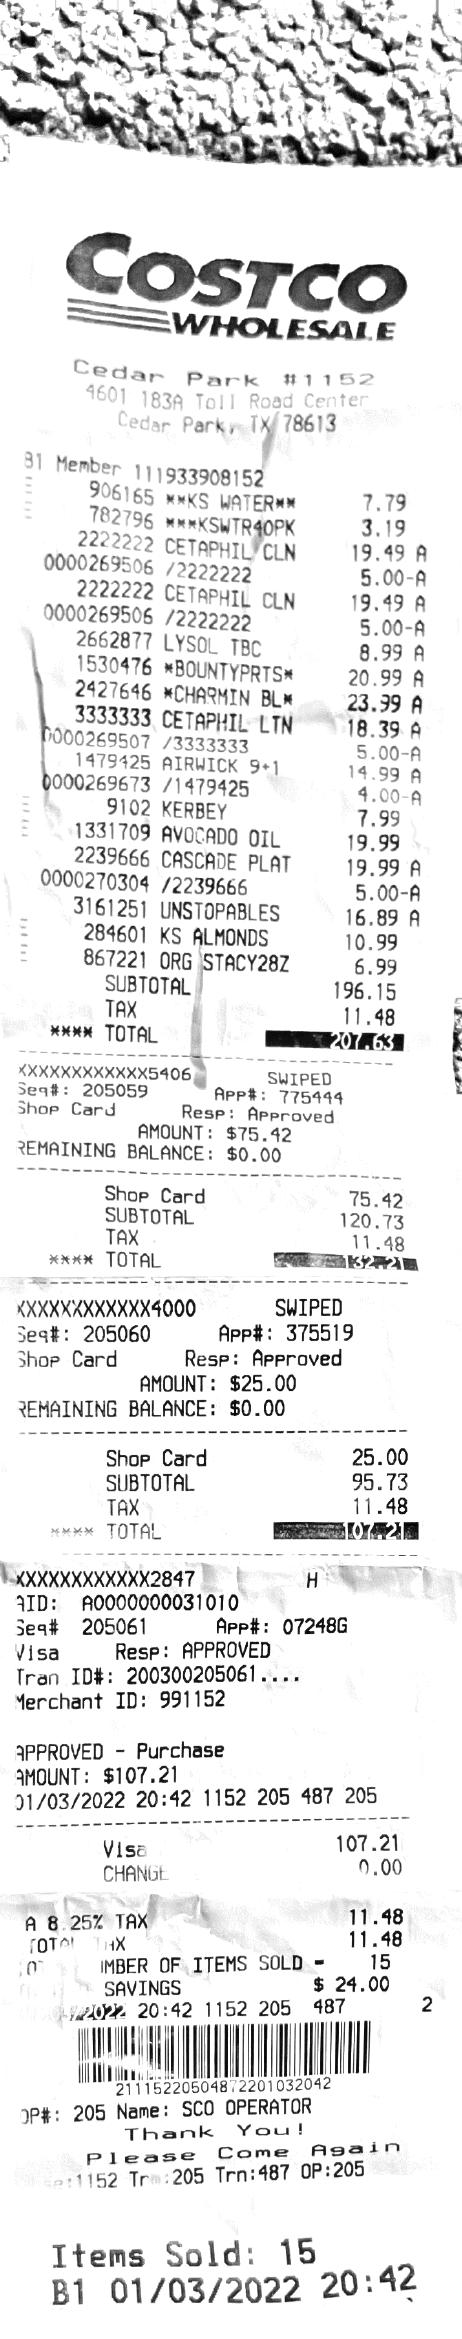 COSTCO
WHOLESALE
Cedar Park #1152
4601 183A Toll Road Center
Cedar Park, TX 78613
B1 Member 111933908152
906165 **KS WATER** 7.79
782796 ***KSWTR40PK 3.19
2222222 CETAPHIL CLN 19.49 A
0000269506 /2222222 5.00-A
2222222 CETAPHIL CLN 19.49 A
0000269506 /2222222 5.00-A
2662877 LYSOL TBC 8.99 A
1530476 *BOUNTYPRTS* 20.99 A
2427646 *CHARMIN BL* 23.99 A
3333333 CETAPHIL LTN 18.39 A
0000269507 /3333333 5.00-A
1479425 AIRWICK 9+1 14.99 A
0000269673 /1479425 4.00-A
9102 KERBEY 7.99
1331709 AVOCADO OIL 19.99
2239666 CASCADE PLAT 19.99 A
0000270304 /2239666 5.00-A
3161251 UNSTOPABLES 16.89 A
284601 KS ALMONDS 10.99
867221 ORG STACY28Z 6.99
SUBTOTAL 196.15
TAX 11.48
**** TOTAL 207.63
XXXXXXXXXXXX5406 SWIPED
Seq#: 205059 App#: 775444
Shop Card Resp: Approved
AMOUNT: $75.42
REMAINING BALANCE: $0.00
Shop Card 75.42
SUBTOTAL 120.73
TAX 11.48
**** TOTAL 132.21
XXXXXXXXXXXX4000 SWIPED
Seq#: 205060 App#: 375519
Shop Card Resp: Approved
AMOUNT: $25.00
REMAINING BALANCE: $0.00
Shop Card 25.00
SUBTOTAL 95.73
TAX 11.48
**** TOTAL 107.21
XXXXXXXXXXXX2847 H
AID: A0000000031010
Seq# 205061 App#: 07248G
Visa Resp: APPROVED
Tran ID#: 200300205061....
Merchant ID: 991152
APPROVED - Purchase
AMOUNT: $107.21
01/03/2022 20:42 1152 205 487 205
Visa 107.21
CHANGE 0.00
A 8.25% TAX 11.48
TOTAL TAX 11.48
NUMBER OF ITEMS SOLD = 15
SAVINGS $ 24.00
2022 20:42 1152 205 487 2
21115220504872201032042
OP#: 205 Name: SCO OPERATOR
Thank You!
Please Come Again
1152 Trm:205 Trn:487 OP:205
Items Sold: 15
B1 01/03/2022 20:42